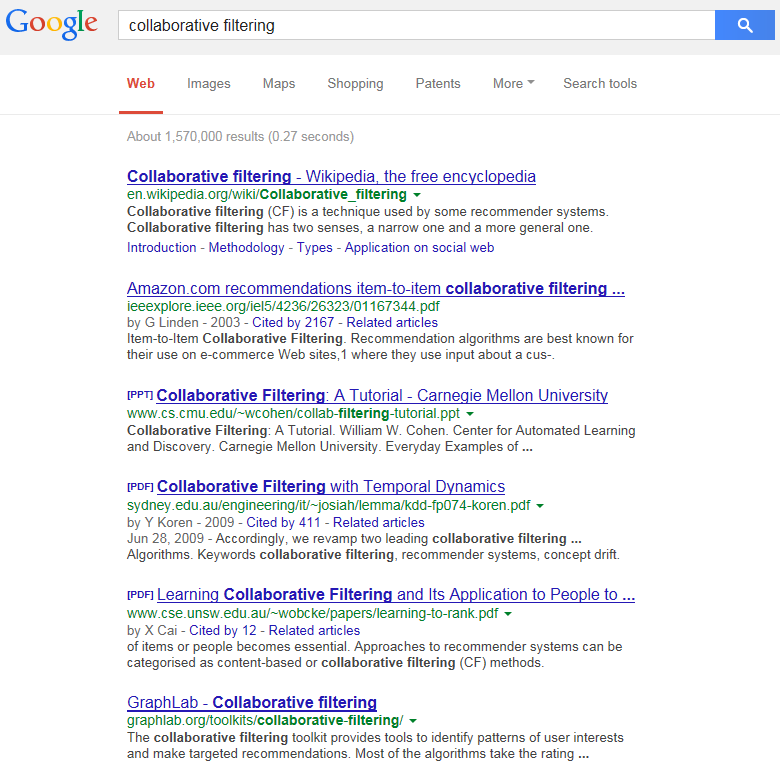 Google
collaborative filtering
Web Images Maps Shopping Patents More Search tools
About 1,570,000 results (0.27 seconds)
Collaborative filtering - Wikipedia, the free encyclopedia
en.wikipedia.org/wiki/Collaborative_filtering
Collaborative filtering (CF) is a technique used by some recommender systems.
Collaborative filtering has two senses, a narrow one and a more general one.
Introduction - Methodology - Types - Application on social web
Amazon.com recommendations item-to-item collaborative filtering ...
ieeexplore.ieee.org/iel5/4236/26323/01167344.pdf
by G Linden - 2003 - Cited by 2167 - Related articles
Item-to-Item Collaborative Filtering. Recommendation algorithms are best known for
their use on e-commerce Web sites,1 where they use input about a cus-.
[PPT] Collaborative Filtering: A Tutorial - Carnegie Mellon University
www.cs.cmu.edu/~wcohen/collab-filtering-tutorial.ppt
Collaborative Filtering: A Tutorial. William W. Cohen. Center for Automated Learning
and Discovery. Carnegie Mellon University. Everyday Examples of ...
[PDF] Collaborative Filtering with Temporal Dynamics
sydney.edu.au/engineering/it/~josiah/lemma/kdd-fp074-koren.pdf
by Y Koren - 2009 - Cited by 411 - Related articles
Jun 28, 2009 - Accordingly, we revamp two leading collaborative filtering ...
Algorithms. Keywords collaborative filtering, recommender systems, concept drift.
[PDF] Learning Collaborative Filtering and Its Application to People to ...
www.cse.unsw.edu.au/~wobcke/papers/learning-to-rank.pdf
by X Cai - Cited by 12 - Related articles
of items or people becomes essential. Approaches to recommender systems can be
categorised as content-based or collaborative filtering (CF) methods.
GraphLab - Collaborative filtering
graphlab.org/toolkits/collaborative-filtering/
The collaborative filtering toolkit provides tools to identify patterns of user interests
and make targeted recommendations. Most of the algorithms take the rating ...